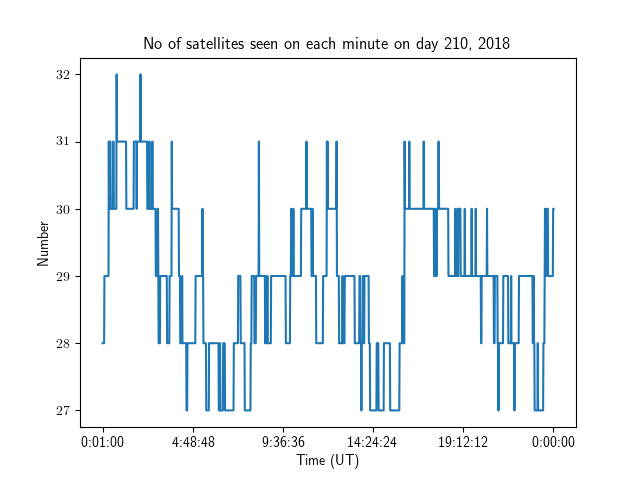 No of satellites seen on each minute on day 210, 2018
32
31
30
29
28
27
Number
0:01:00 4:48:48 9:36:36 14:24:24 19:12:12 0:00:00
Time (UT)